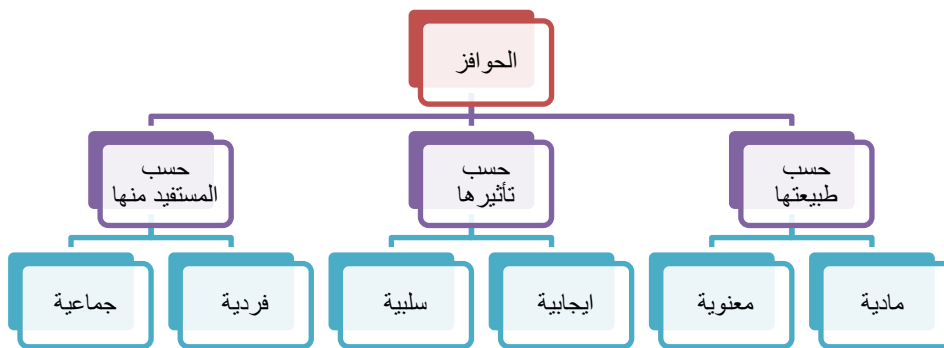 الحوافز
حسب
طبيعتها
حسب
تأثيرها
حسب
المستفيد منها
مادية
معنوية
ايجابية
سلبية
فردية
جماعية